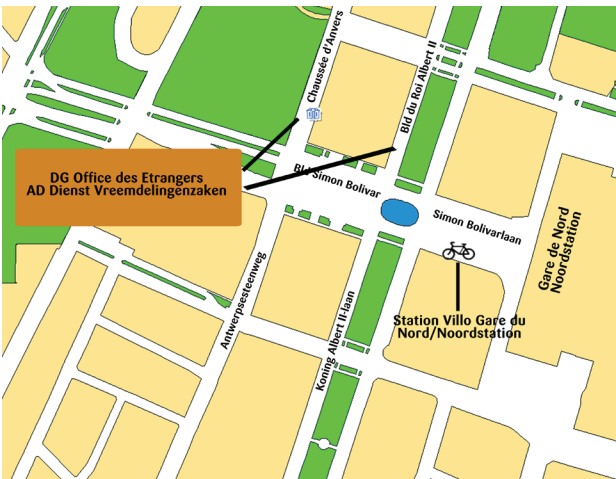 Chaussée d'Anvers
Bld du Roi Albert II
DG Office des Etrangers
AD Dienst Vreemdelingenzaken
Bld Simon Bolivar
Simon Bolivarlaan
Gare de Nord
Noordstation
Antwerpsesteenweg
Koning Albert II-laan
Station Villo Gare du
Nord/Noordstation